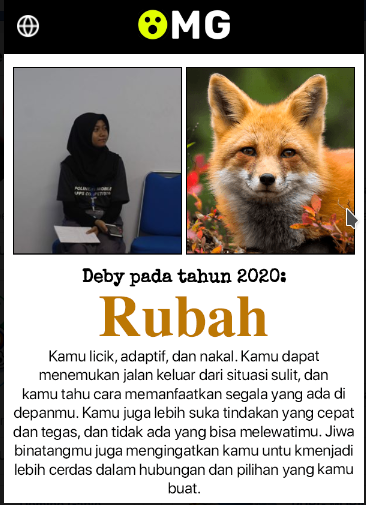 OMG
Deby pada tahun 2020:
Rubah
Kamu licik, adaptif, dan nakal. Kamu dapat
menemukan jalan keluar dari situasi sulit, dan
kamu tahu cara memanfaatkan segala yang ada di
depanmu. Kamu juga lebih suka tindakan yang cepat
dan tegas, dan tidak ada yang bisa melewatimu. Jiwa
binatangmu juga mengingatkan kamu untu kmenjadi
lebih cerdas dalam hubungan dan pilihan yang kamu
buat.